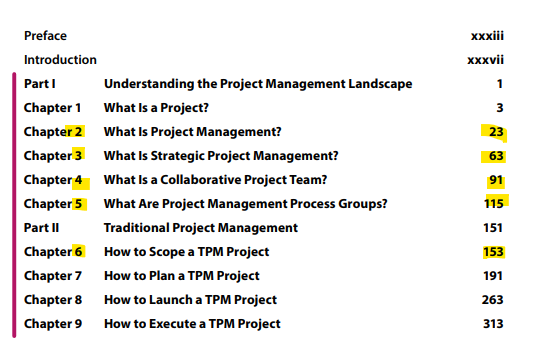 Preface xxxiii
Introduction xxxvii
Part I Understanding the Project Management Landscape 1
Chapter 1 What Is a Project? 3
Chapter 2 What Is Project Management? 23
Chapter 3 What Is Strategic Project Management? 63
Chapter 4 What Is a Collaborative Project Team? 91
Chapter 5 What Are Project Management Process Groups? 115
Part II Traditional Project Management 151
Chapter 6 How to Scope a TPM Project 153
Chapter 7 How to Plan a TPM Project 191
Chapter 8 How to Launch a TPM Project 263
Chapter 9 How to Execute a TPM Project 313